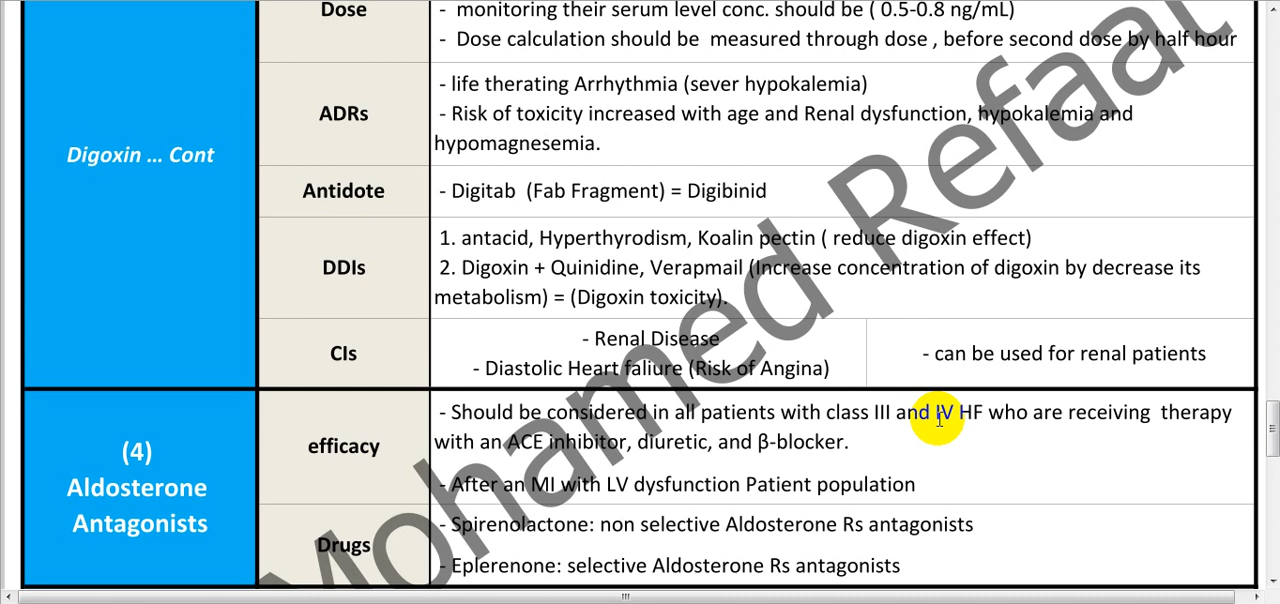 Dose
- monitoring their serum level conc. should be ( 0.5-0.8 ng/mL)
- Dose calculation should be measured through dose , before second dose by half hour
Digoxin ... Cont
ADRs
- life therating Arrhythmia (sever hypokalemia)
- Risk of toxicity increased with age and Renal dysfunction, hypokalemia and
hypomagnesemia.
Antidote
- Digitab (Fab Fragment) = Digibinid
DDIs
1. antacid, Hyperthyrodism, Koalin pectin ( reduce digoxin effect)
2. Digoxin + Quinidine, Verapmail (Increase concentration of digoxin by decrease its
metabolism) = (Digoxin toxicity).
CIs
- Renal Disease
- Diastolic Heart faliure (Risk of Angina)
- can be used for renal patients
(4)
Aldosterone
Antagonists
efficacy
- Should be considered in all patients with class III and IV HF who are receiving therapy
with an ACE inhibitor, diuretic, and β-blocker.
- After an MI with LV dysfunction Patient population
Drugs
- Spirenolactone: non selective Aldosterone Rs antagonists
- Eplerenone: selective Aldosterone Rs antagonists
Mohamed Refaat